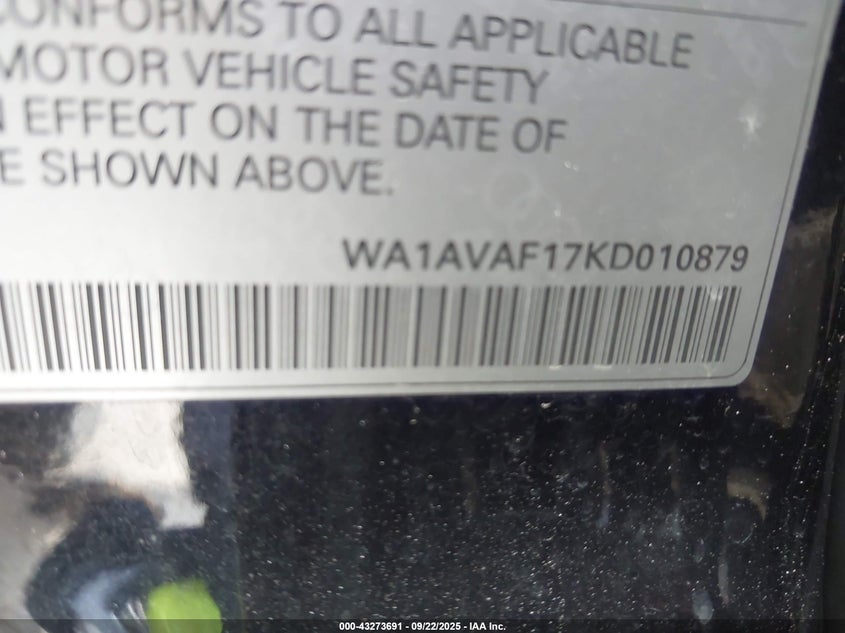 CONFORMS TO ALL APPLICABLE
MOTOR VEHICLE SAFETY
N EFFECT ON THE DATE OF
E SHOWN ABOVE.
WA1AVAF17KD010879
000-43273691 - 09/22/2025 - IAA Inc.